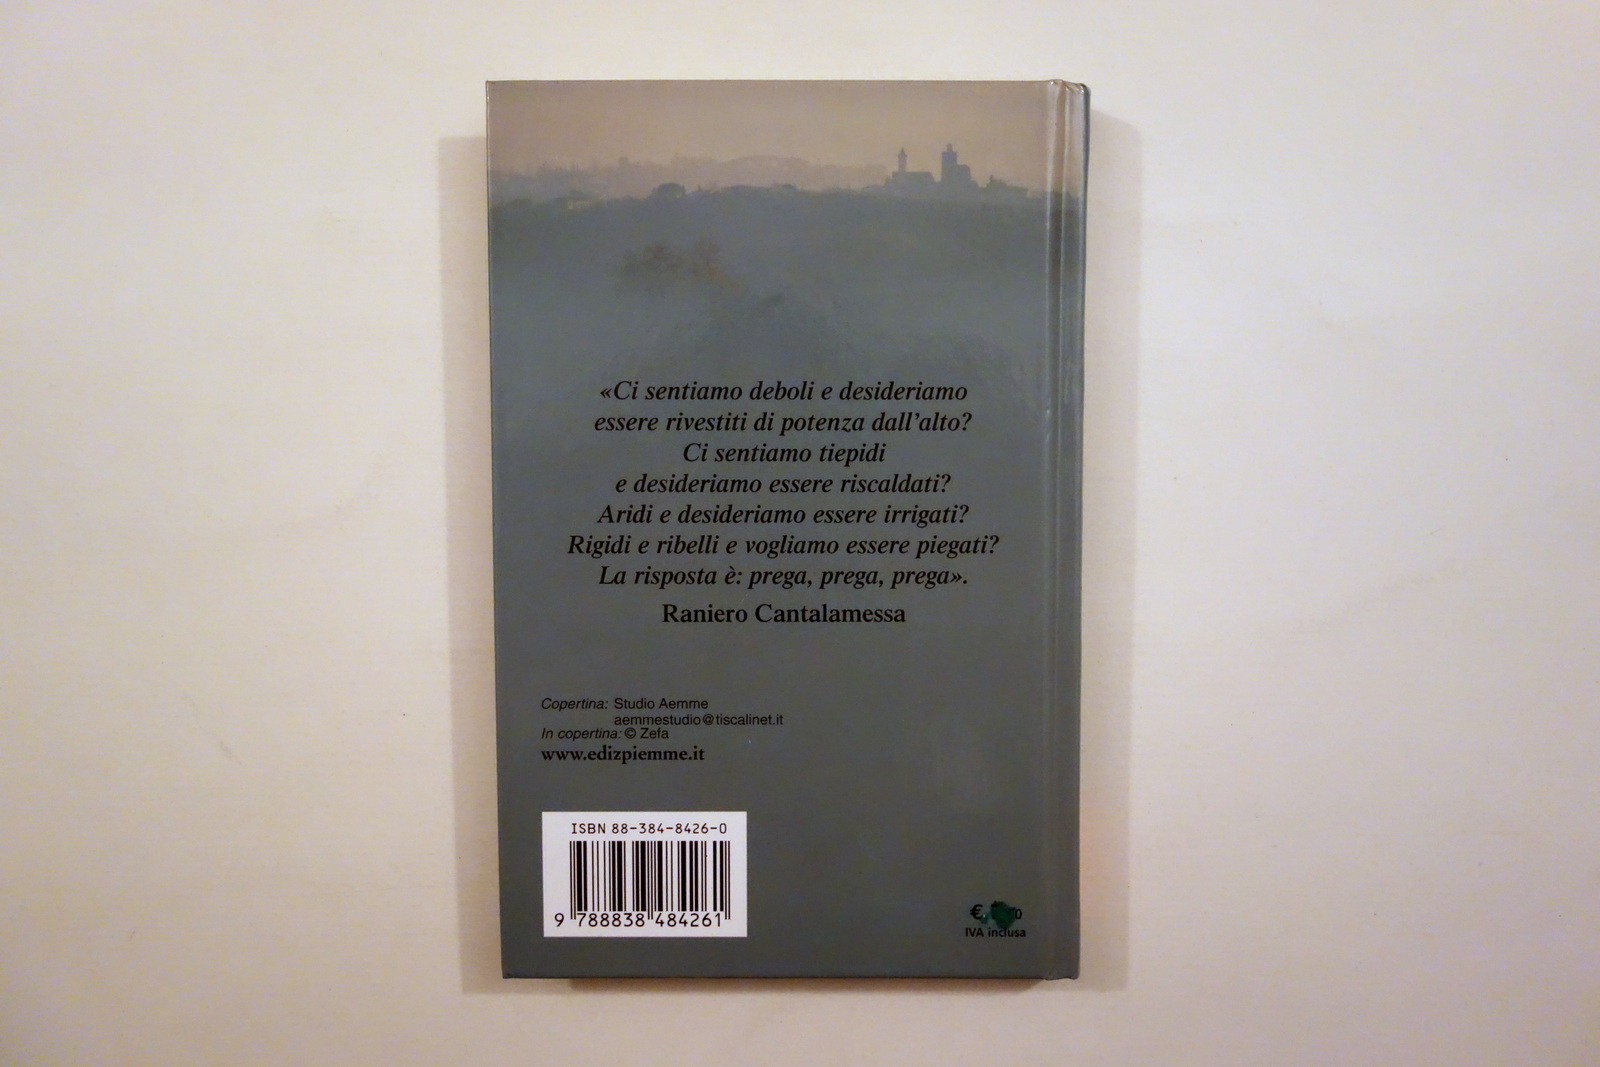 «Ci sentiamo deboli e desideriamo
essere rivestiti di potenza dall'alto?
Ci sentiamo tiepidi
e desideriamo essere riscaldati?
Aridi e desideriamo essere irrigati?
Rigidi e ribelli e vogliamo essere piegati?
La risposta è: prega, prega, prega».
Raniero Cantalamessa
Copertina: Studio Aemme
aemmestudio@tiscalinet.it
In copertina: © Zefa
www.edizpiemme.it
ISBN 88-384-8426-0
9 788838 484261
€
IVA inclusa